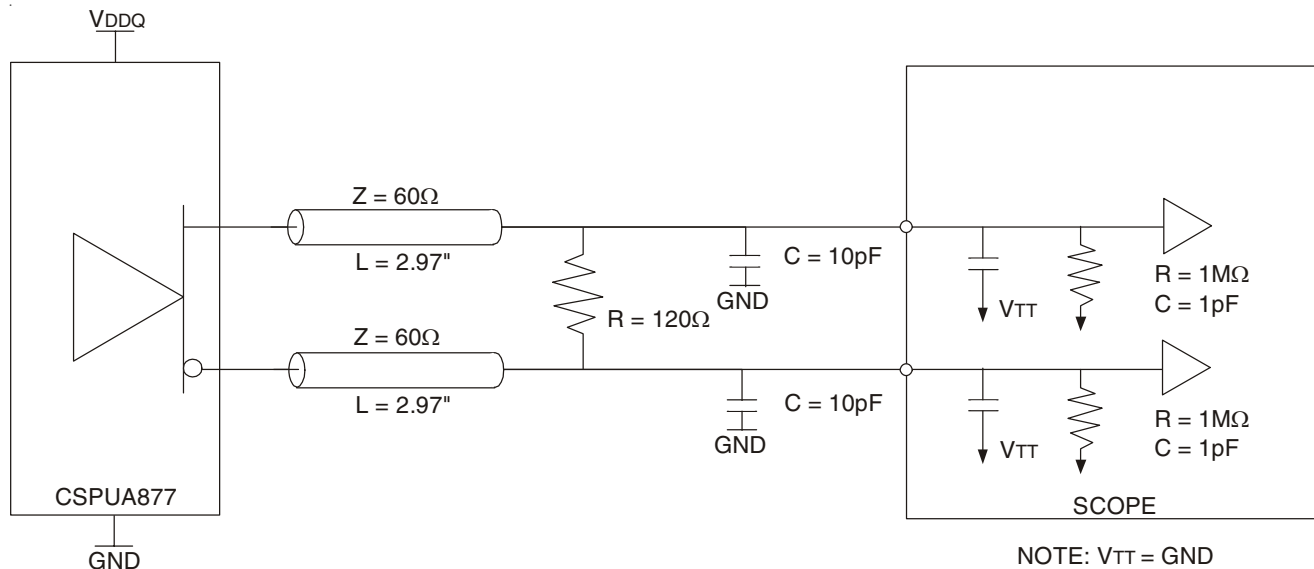 VDDQ
Z = 60Ω
L = 2.97"
C = 10pF
GND
R = 120Ω
VTT
R = 1MΩ
C = 1pF
Z = 60Ω
L = 2.97"
C = 10pF
GND
VTT
R = 1MΩ
C = 1pF
CSPUA877
SCOPE
GND
NOTE: VTT = GND